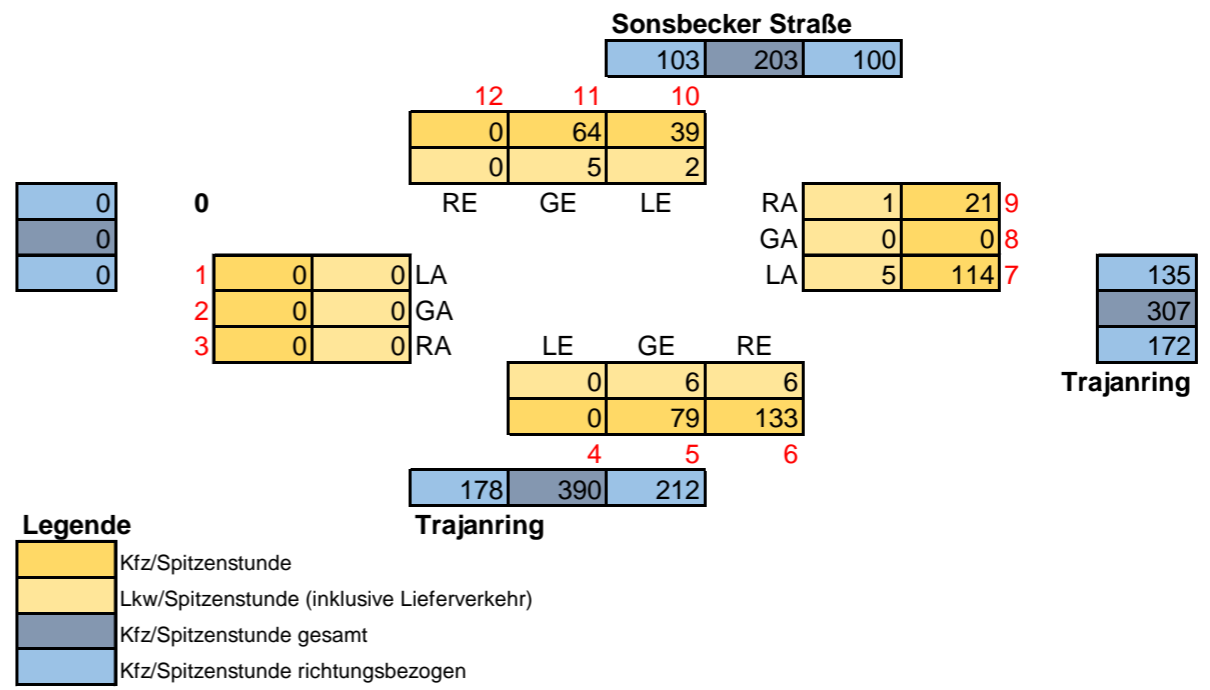 Sonsbecker Straße
103 203 100
12 11 10
0 64 39
0 5 2
0 0 RE GE LE RA 1 21 9
0 GA 0 0 8
0 1 0 0 LA LA 5 114 7 135
2 0 0 GA 307
3 0 0 RA LE GE RE 172
0 6 6 Trajanring
0 79 133
4 5 6
178 390 212
Legende Trajanring
Kfz/Spitzenstunde
Lkw/Spitzenstunde (inklusive Lieferverkehr)
Kfz/Spitzenstunde gesamt
Kfz/Spitzenstunde richtungsbezogen